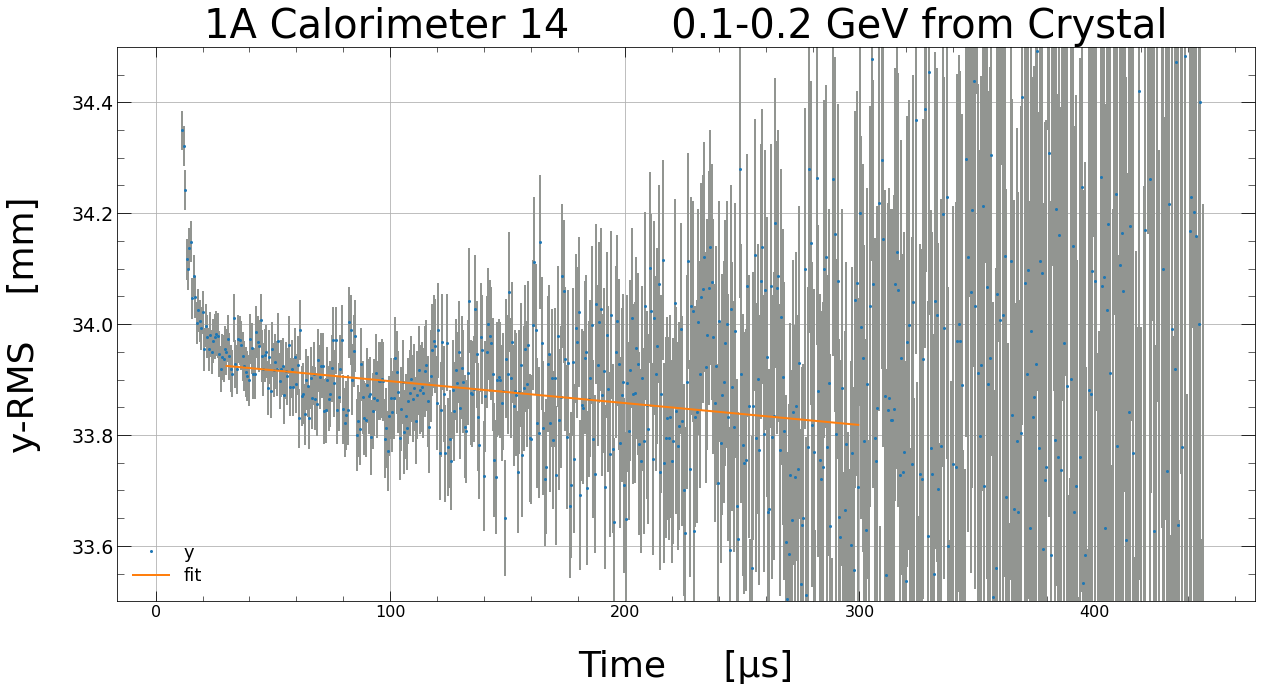 1A Calorimeter 14 0.1-0.2 GeV from Crystal
y-RMS [mm]
34.4
34.2
34.0
33.8
33.6
y
fit
0 100 200 300 400
Time [μs]